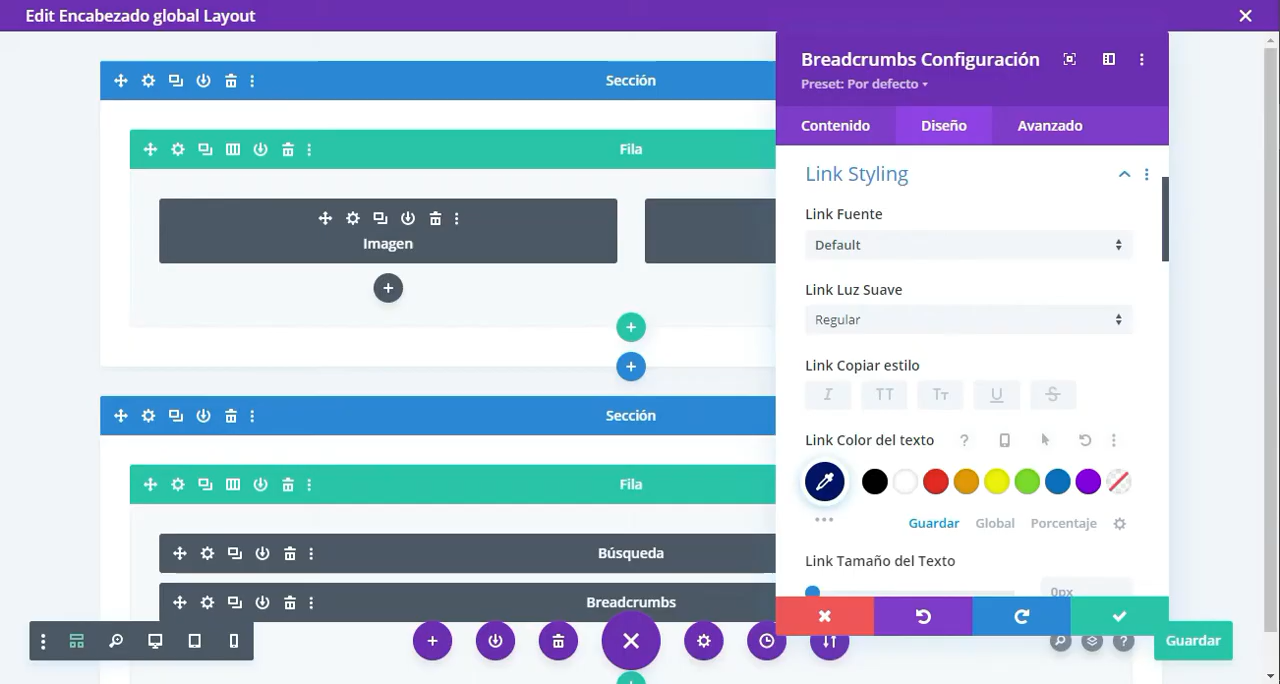 Edit Encabezado global Layout
Sección
Fila
Imagen
Sección
Fila
Búsqueda
Breadcrumbs
Guardar
Breadcrumbs Configuración
Preset: Por defecto
Contenido Diseño Avanzado
Link Styling
Link Fuente
Default
Link Luz Suave
Regular
Link Copiar estilo
I TT Tт U S
Link Color del texto ?
Guardar Global Porcentaje
Link Tamaño del Texto
0px
?